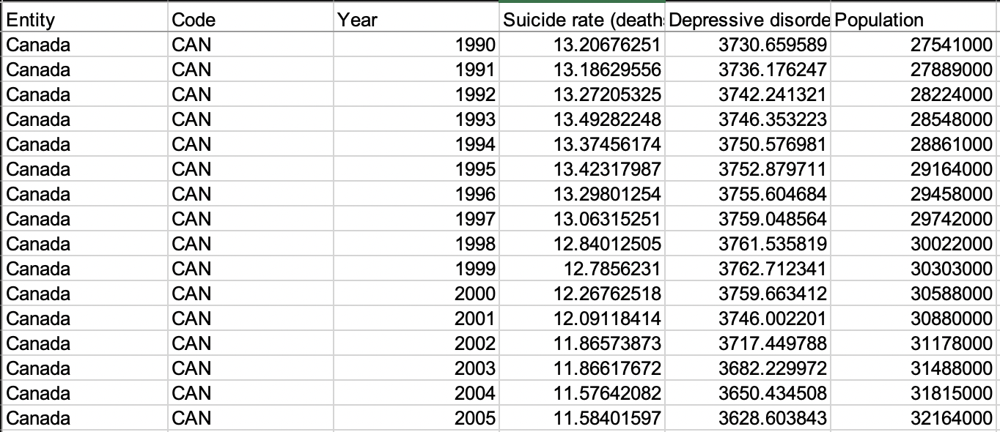 Entity Code Year Suicide rate (death Depressive disorde Population
Canada CAN 1990 13.20676251 3730.659589 27541000
Canada CAN 1991 13.18629556 3736.176247 27889000
Canada CAN 1992 13.27205325 3742.241321 28224000
Canada CAN 1993 13.49282248 3746.353223 28548000
Canada CAN 1994 13.37456174 3750.576981 28861000
Canada CAN 1995 13.42317987 3752.879711 29164000
Canada CAN 1996 13.29801254 3755.604684 29458000
Canada CAN 1997 13.06315251 3759.048564 29742000
Canada CAN 1998 12.84012505 3761.535819 30022000
Canada CAN 1999 12.7856231 3762.712341 30303000
Canada CAN 2000 12.26762518 3759.663412 30588000
Canada CAN 2001 12.09118414 3746.002201 30880000
Canada CAN 2002 11.86573873 3717.449788 31178000
Canada CAN 2003 11.86617672 3682.229972 31488000
Canada CAN 2004 11.57642082 3650.434508 31815000
Canada CAN 2005 11.58401597 3628.603843 32164000